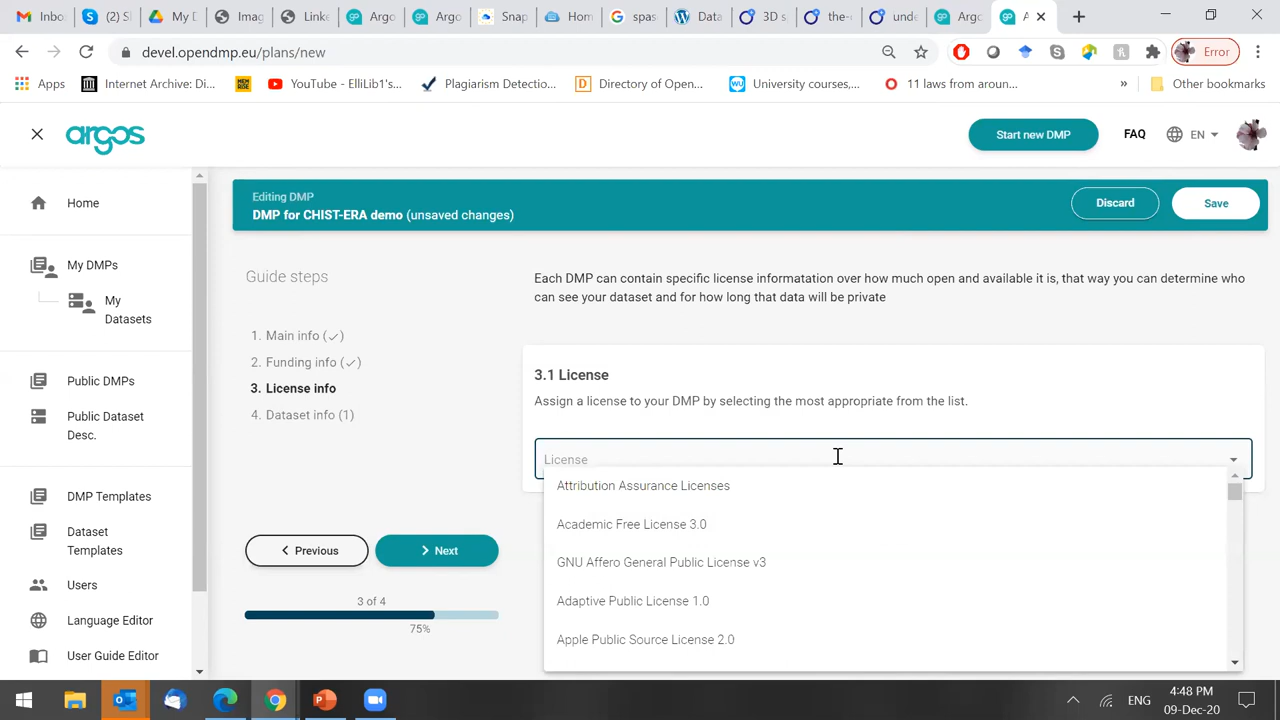 Inbo
(2) S
My D
Imag
Linke
Argo
Argo
Snap
Hom
spas
Data
3D s
the-
und
Argo
A
devel.opendmp.eu/plans/new
Error
Apps
Internet Archive: Di...
YouTube - ElliLib1's...
Plagiarism Detectio...
Directory of Open...
University courses,...
11 laws from aroun...
»
Other bookmarks
argos
Start new DMP
FAQ
EN
Home
My DMPs
My
Datasets
Public DMPs
Public Dataset
Desc.
DMP Templates
Dataset
Templates
Users
Language Editor
User Guide Editor
Editing DMP
DMP for CHIST-ERA demo (unsaved changes)
Discard
Save
Guide steps
1. Main info (✓)
2. Funding info (✓)
3. License info
4. Dataset info (1)
Previous
Next
3 of 4
75%
Each DMP can contain specific license informatation over how much open and available it is, that way you can determine who
can see your dataset and for how long that data will be private
3.1 License
Assign a license to your DMP by selecting the most appropriate from the list.
License
Attribution Assurance Licenses
Academic Free License 3.0
GNU Affero General Public License v3
Adaptive Public License 1.0
Apple Public Source License 2.0
ENG
4:48 PM
09-Dec-20